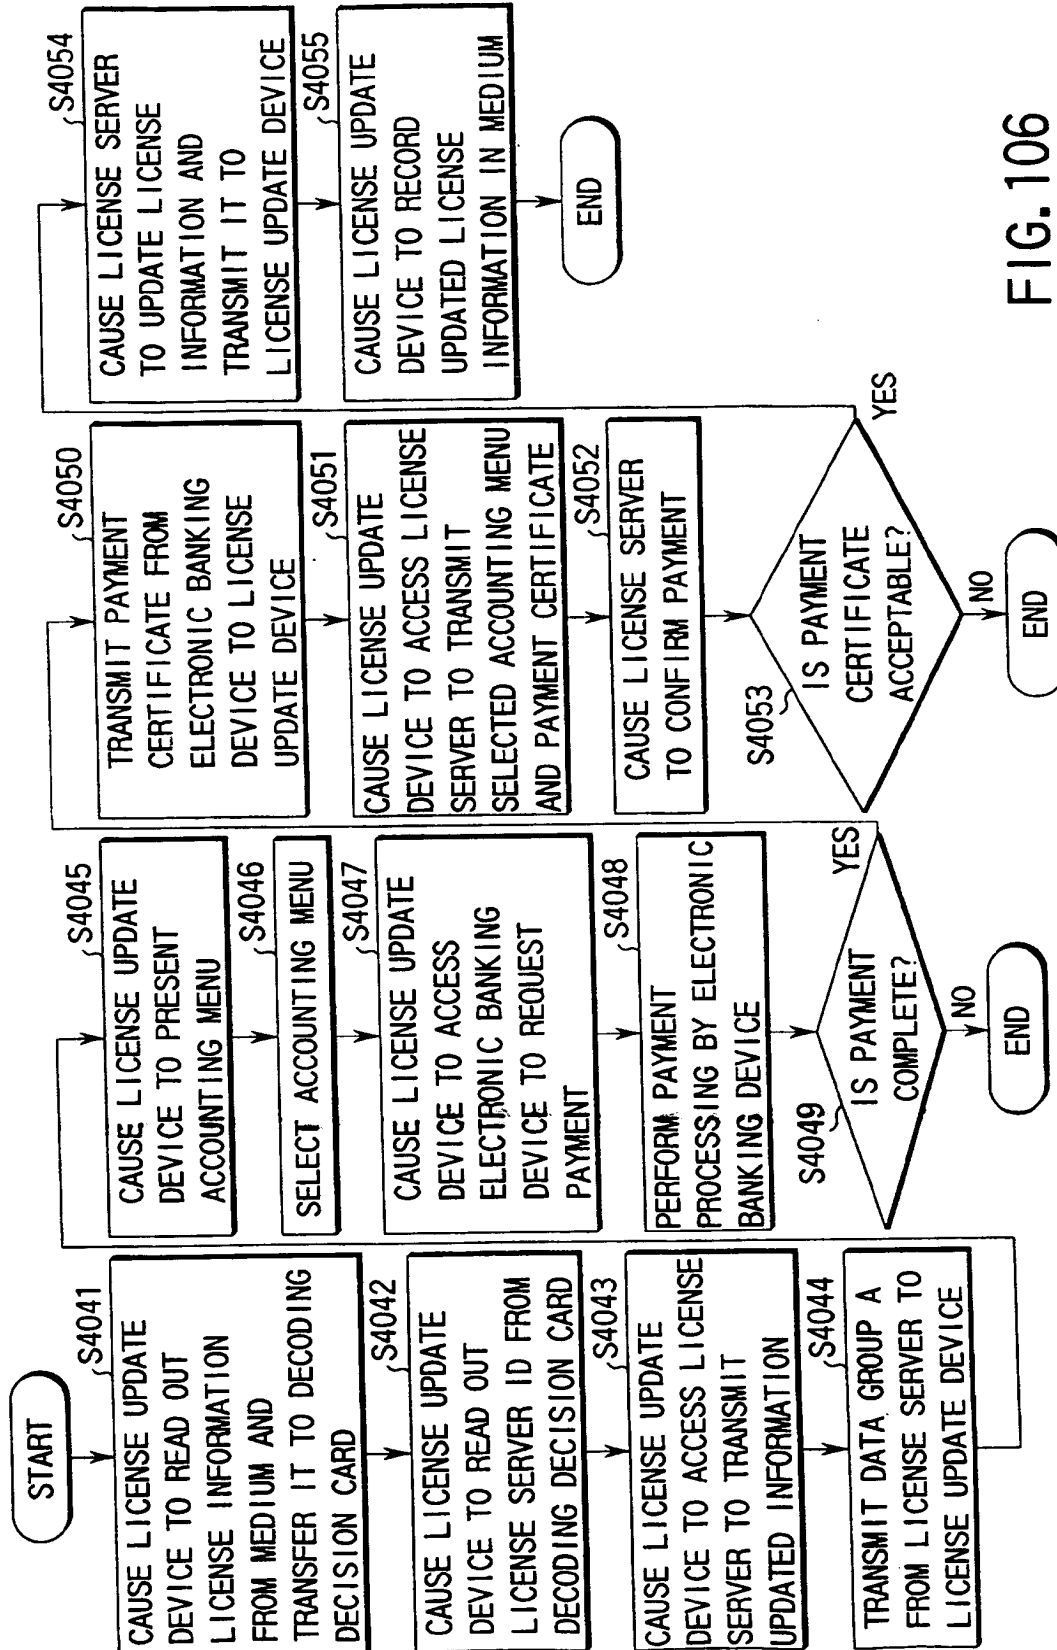 START
S4041
CAUSE LICENSE UPDATE
DEVICE TO READ OUT
LICENSE INFORMATION
FROM MEDIUM AND
TRANSFER IT TO DECODING
DECISION CARD
S4042
CAUSE LICENSE UPDATE
DEVICE TO READ OUT
LICENSE SERVER ID FROM
DECODING DECISION CARD
S4043
CAUSE LICENSE UPDATE
DEVICE TO ACCESS LICENSE
SERVER TO TRANSMIT
UPDATED INFORMATION
S4044
TRANSMIT DATA GROUP A
FROM LICENSE SERVER TO
LICENSE UPDATE DEVICE
S4045
CAUSE LICENSE UPDATE
DEVICE TO PRESENT
ACCOUNTING MENU
S4046
SELECT ACCOUNTING MENU
S4047
CAUSE LICENSE UPDATE
DEVICE TO ACCESS
ELECTRONIC BANKING
DEVICE TO REQUEST
PAYMENT
S4048
PERFORM PAYMENT
PROCESSING BY ELECTRONIC
BANKING DEVICE
S4049
IS PAYMENT
COMPLETE?
YES
NO
END
S4050
TRANSMIT PAYMENT
CERTIFICATE FROM
ELECTRONIC BANKING
DEVICE TO LICENSE
UPDATE DEVICE
S4051
CAUSE LICENSE UPDATE
DEVICE TO ACCESS LICENSE
SERVER TO TRANSMIT
SELECTED ACCOUNTING MENU
AND PAYMENT CERTIFICATE
S4052
CAUSE LICENSE SERVER
TO CONFIRM PAYMENT
S4053
IS PAYMENT
CERTIFICATE
ACCEPTABLE?
YES
NO
END
S4054
CAUSE LICENSE SERVER
TO UPDATE LICENSE
INFORMATION AND
TRANSMIT IT TO
LICENSE UPDATE DEVICE
S4055
CAUSE LICENSE UPDATE
DEVICE TO RECORD
UPDATED LICENSE
INFORMATION IN MEDIUM
END
FIG. 106